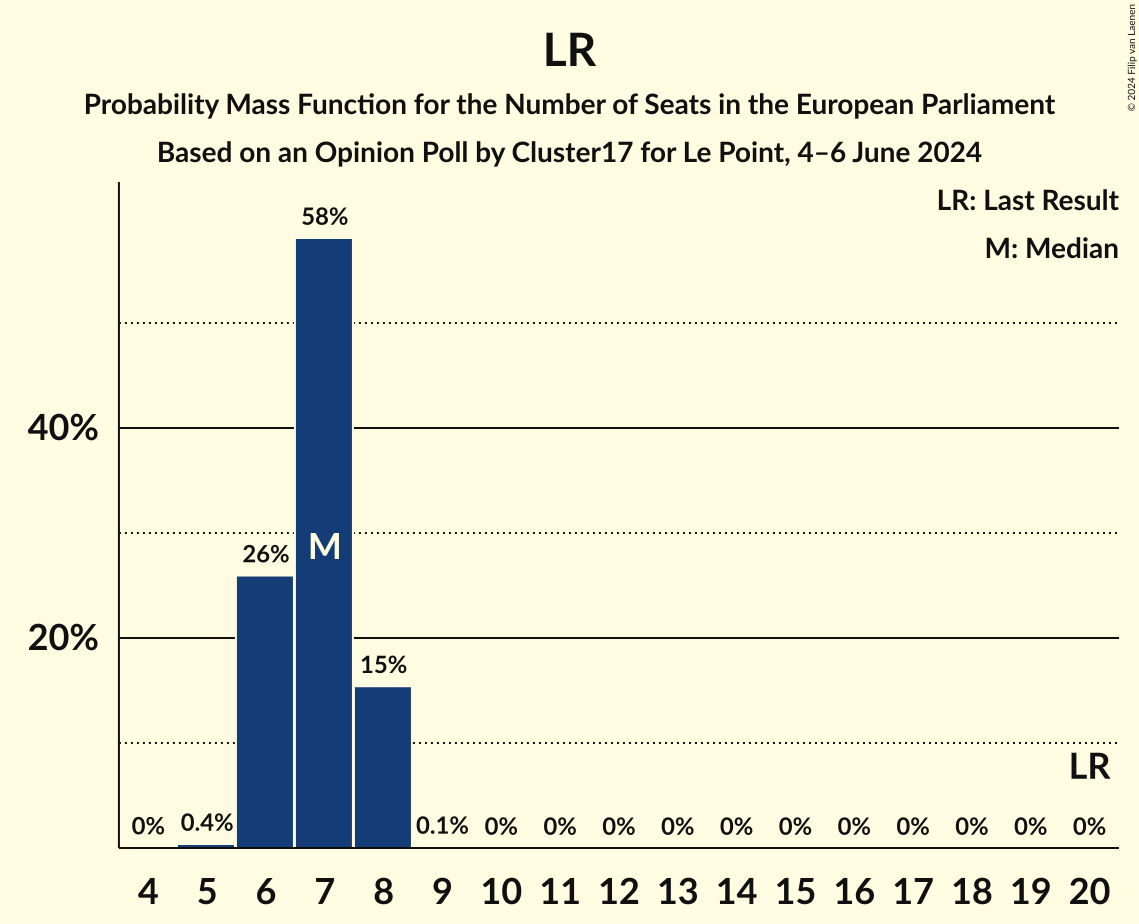 LR
Probability Mass Function for the Number of Seats in the European Parliament
Based on an Opinion Poll by Cluster17 for Le Point, 4–6 June 2024
© 2024 Filip van Laenen
LR: Last Result
M: Median
58%
40%
26%
M
20%
15%
LR
0% 0.4% 0.1% 0% 0% 0% 0% 0% 0% 0% 0% 0% 0% 0%
4 5 6 7 8 9 10 11 12 13 14 15 16 17 18 19 20